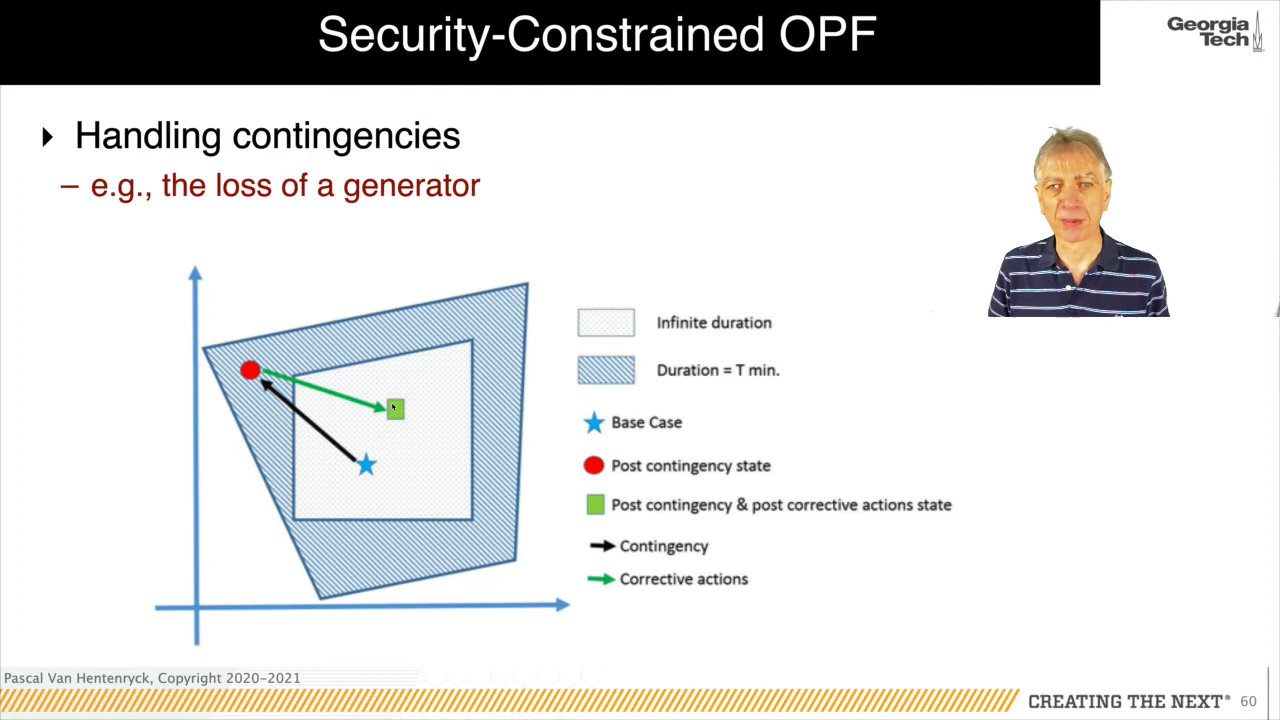 Security-Constrained OPF
Georgia
Tech
Handling contingencies
– e.g., the loss of a generator
Infinite duration
Duration = T min.
Base Case
Post contingency state
Post contingency & post corrective actions state
Contingency
Corrective actions
Pascal Van Hentenryck, Copyright 2020-2021
CREATING THE NEXT® 60